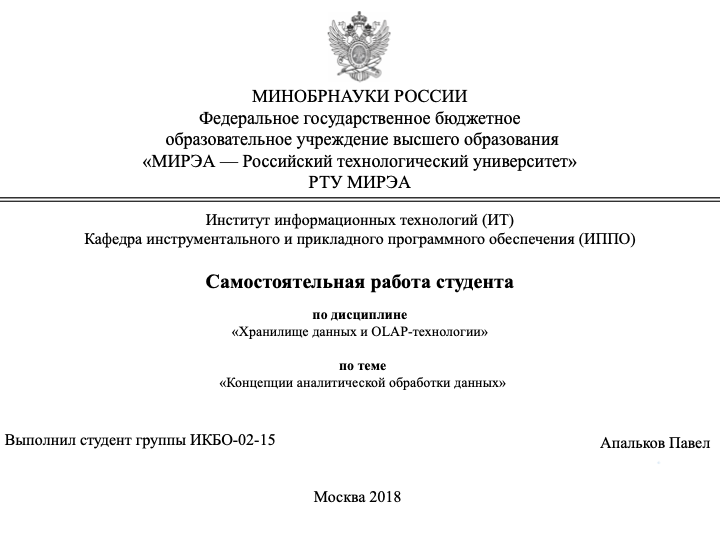 МИНОБРНАУКИ РОССИИ
Федеральное государственное бюджетное
образовательное учреждение высшего образования
«МИРЭА — Российский технологический университет»
РТУ МИРЭА
Институт информационных технологий (ИТ)
Кафедра инструментального и прикладного программного обеспечения (ИППО)
Самостоятельная работа студента
по дисциплине
«Хранилище данных и OLAP-технологии»
по теме
«Концепции аналитической обработки данных»
Выполнил студент группы ИКБО-02-15
Апальков Павел
Москва 2018